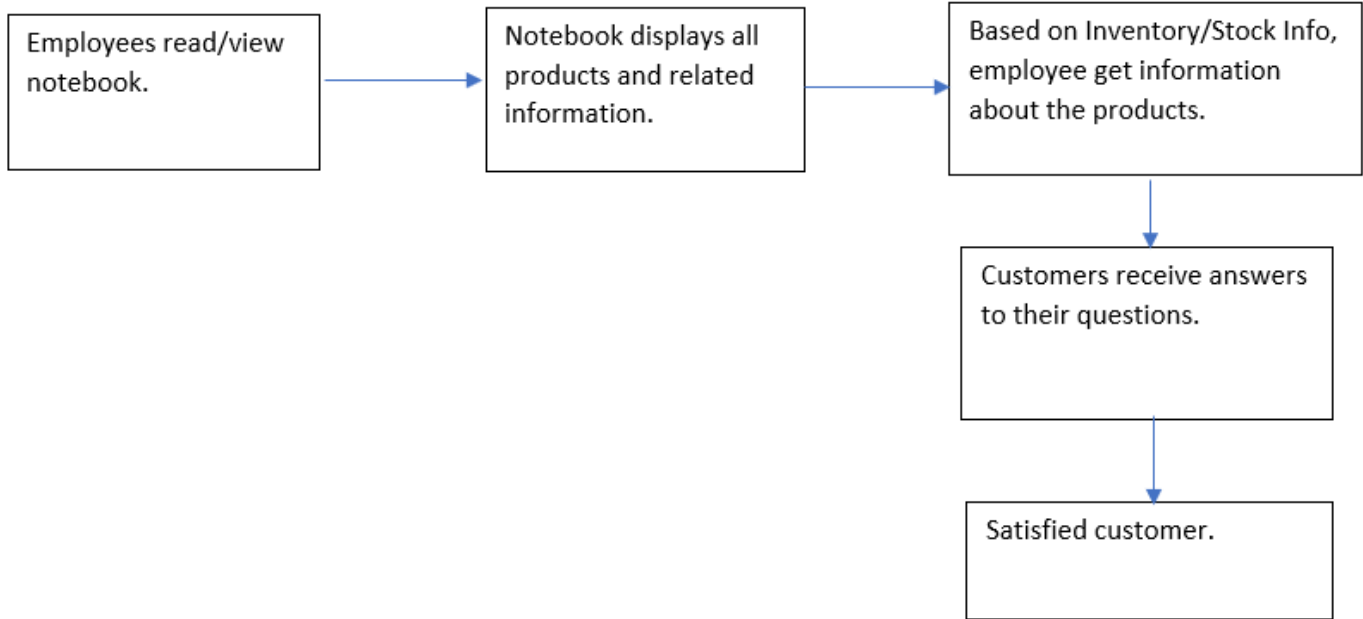 Employees read/view
notebook.
Notebook displays all
products and related
information.
Based on Inventory/Stock Info,
employee get information
about the products.
Customers receive answers
to their questions.
Satisfied customer.